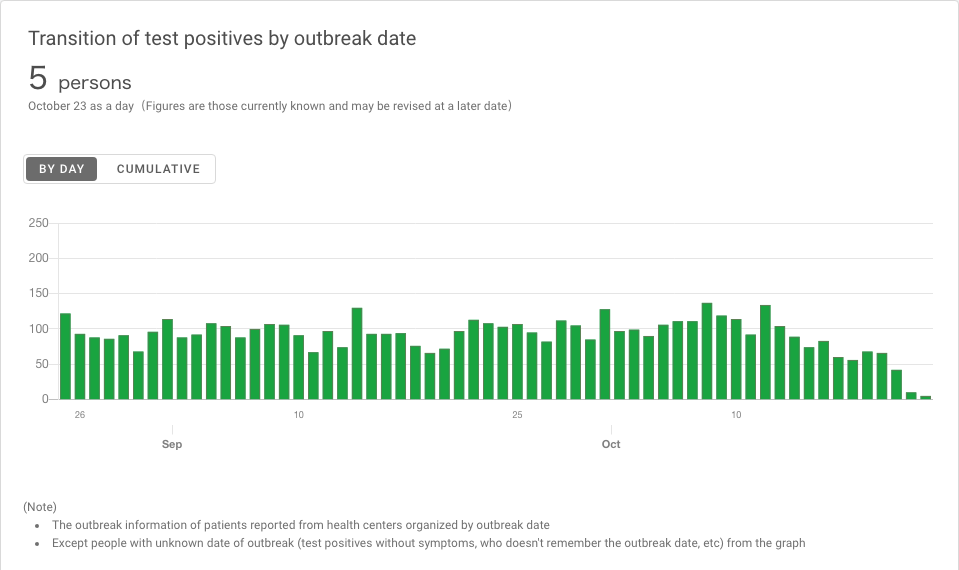 Transition of test positives by outbreak date
5 persons
October 23 as a day（Figures are those currently known and may be revised at a later date）
BY DAY CUMULATIVE
250
200
150
100
50
0
26 10 25 10
Sep Oct
(Note)
• The outbreak information of patients reported from health centers organized by outbreak date
• Except people with unknown date of outbreak (test positives without symptoms, who doesn't remember the outbreak date, etc) from the graph